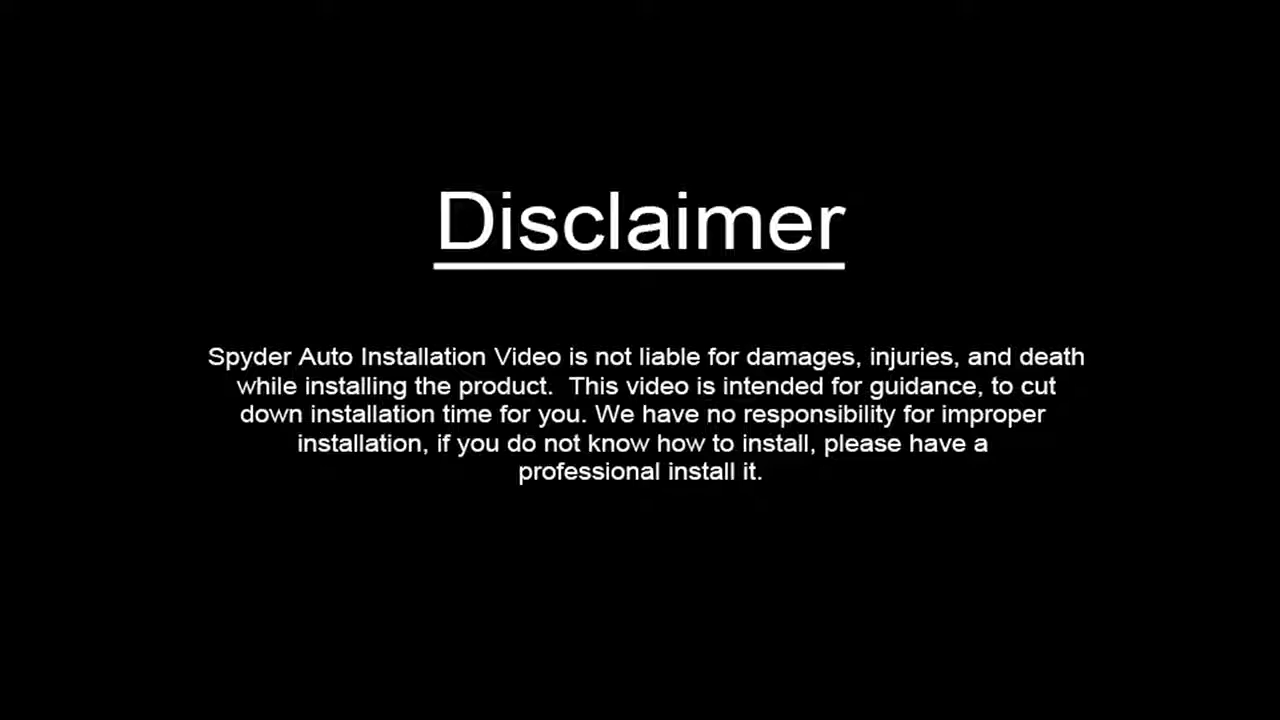 Disclaimer
Spyder Auto Installation Video is not liable for damages, injuries, and death
while installing the product.  This video is intended for guidance, to cut
down installation time for you. We have no responsibility for improper
installation, if you do not know how to install, please have a
professional install it.